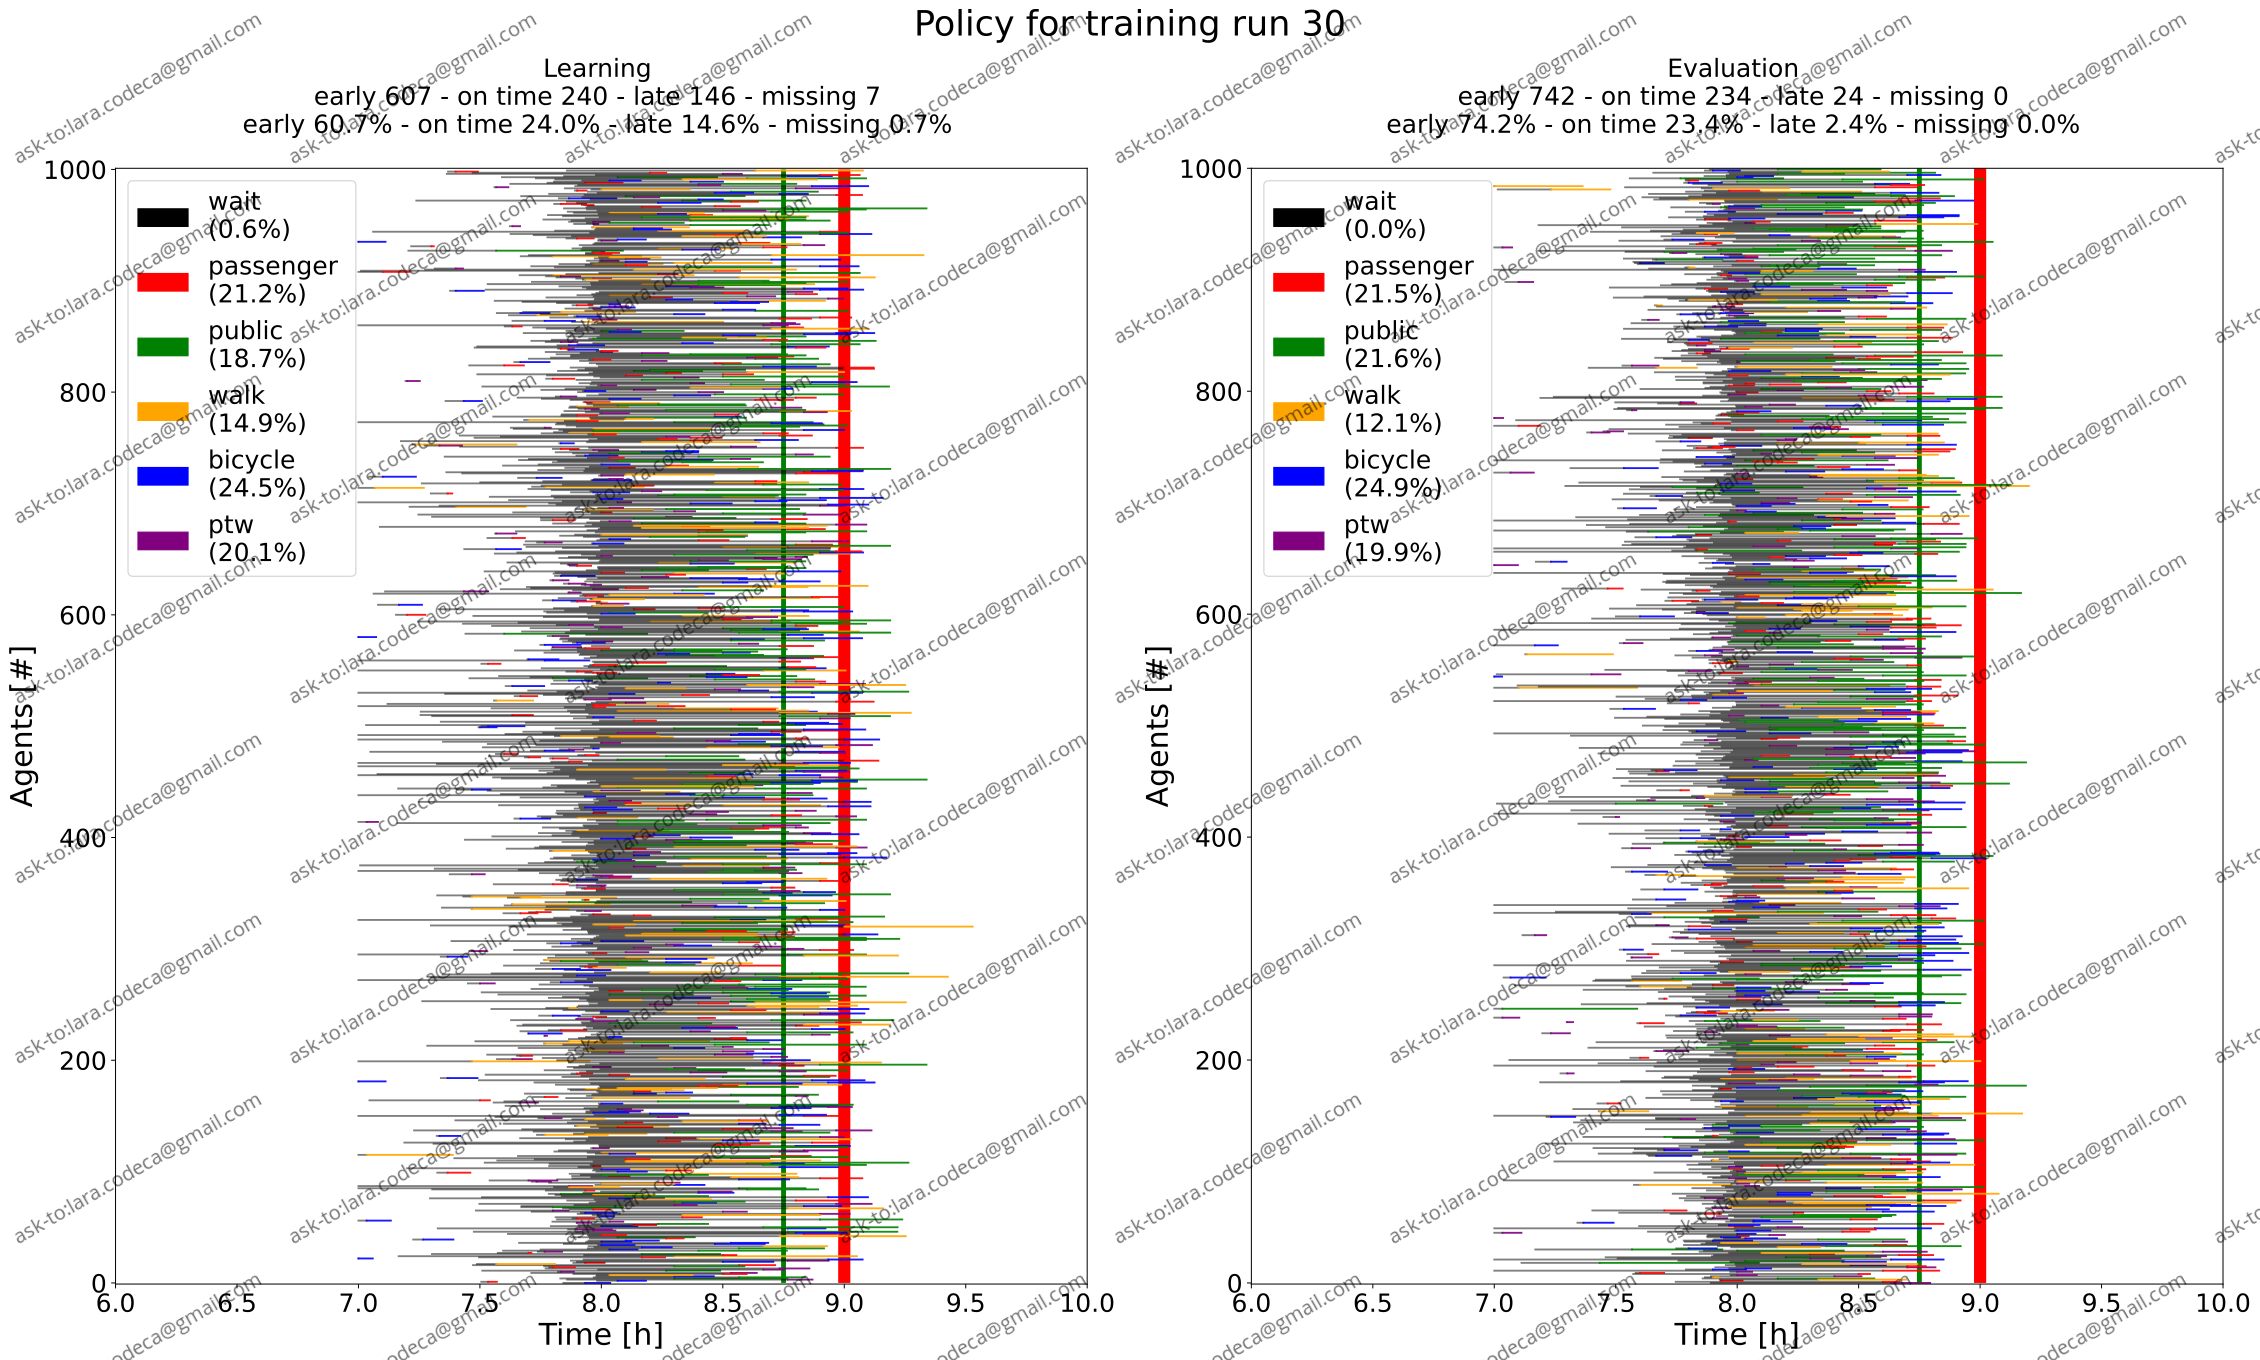 Policy for training run 30
Learning
early 607 - on time 240 - late 146 - missing 7
early 60.7% - on time 24.0% - late 14.6% - missing 0.7%
wait
(0.6%)
passenger
(21.2%)
public
(18.7%)
walk
(14.9%)
bicycle
(24.5%)
ptw
(20.1%)
1000
800
600
400
200
0
Agents [#]
6.0 6.5 7.0 7.5 8.0 8.5 9.0 9.5 10.0
Time [h]
Evaluation
early 742 - on time 234 - late 24 - missing 0
early 74.2% - on time 23.4% - late 2.4% - missing 0.0%
wait
(0.0%)
passenger
(21.5%)
public
(21.6%)
walk
(12.1%)
bicycle
(24.9%)
ptw
(19.9%)
1000
800
600
400
200
0
Agents [#]
6.0 6.5 7.0 7.5 8.0 8.5 9.0 9.5 10.0
Time [h]
ask-to:lara.codeca@gmail.com